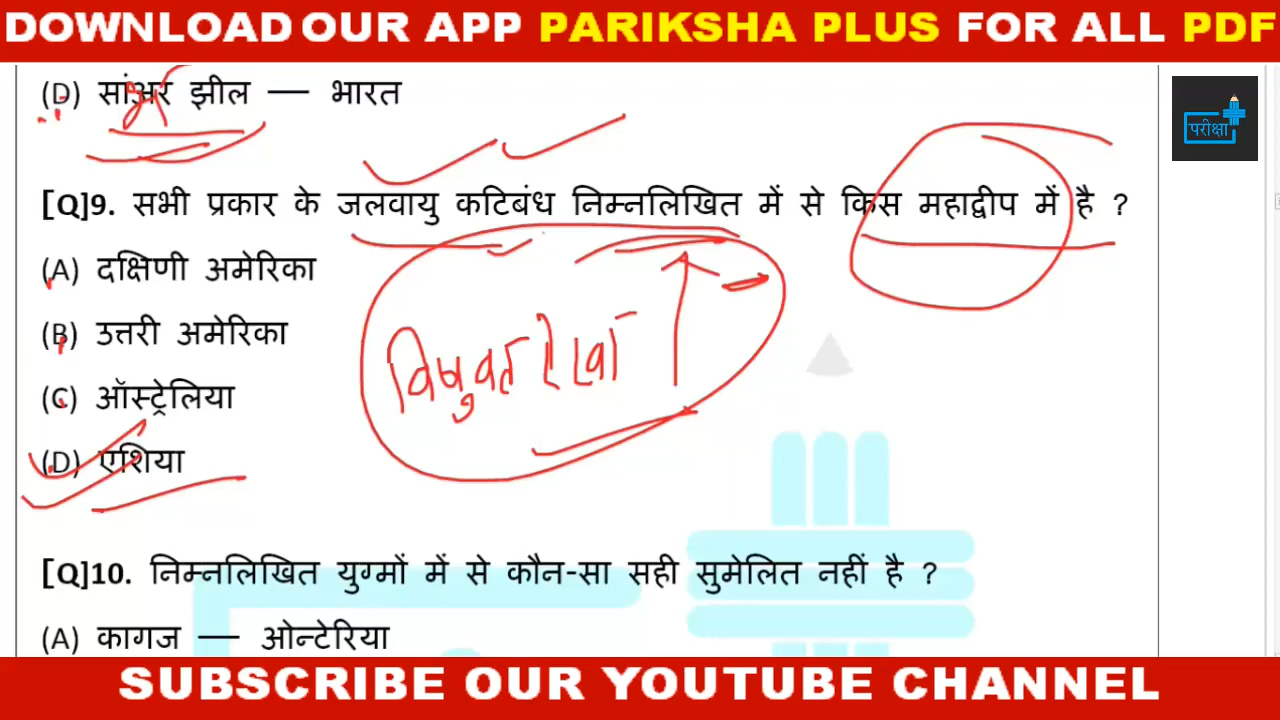 DOWNLOAD OUR APP PARIKSHA PLUS FOR ALL PDF
(D) सांभर झील — भारत
परीक्षा
[Q]9. सभी प्रकार के जलवायु कटिबंध निम्नलिखित में से किस महाद्वीप में है ?
(A) दक्षिणी अमेरिका
(B) उत्तरी अमेरिका
(C) ऑस्ट्रेलिया
विषुवत रेखा
(D) एशिया
[Q]10. निम्नलिखित युग्मों में से कौन-सा सही सुमेलित नहीं है ?
(A) कागज — ओन्टेरिया
SUBSCRIBE OUR YOUTUBE CHANNEL